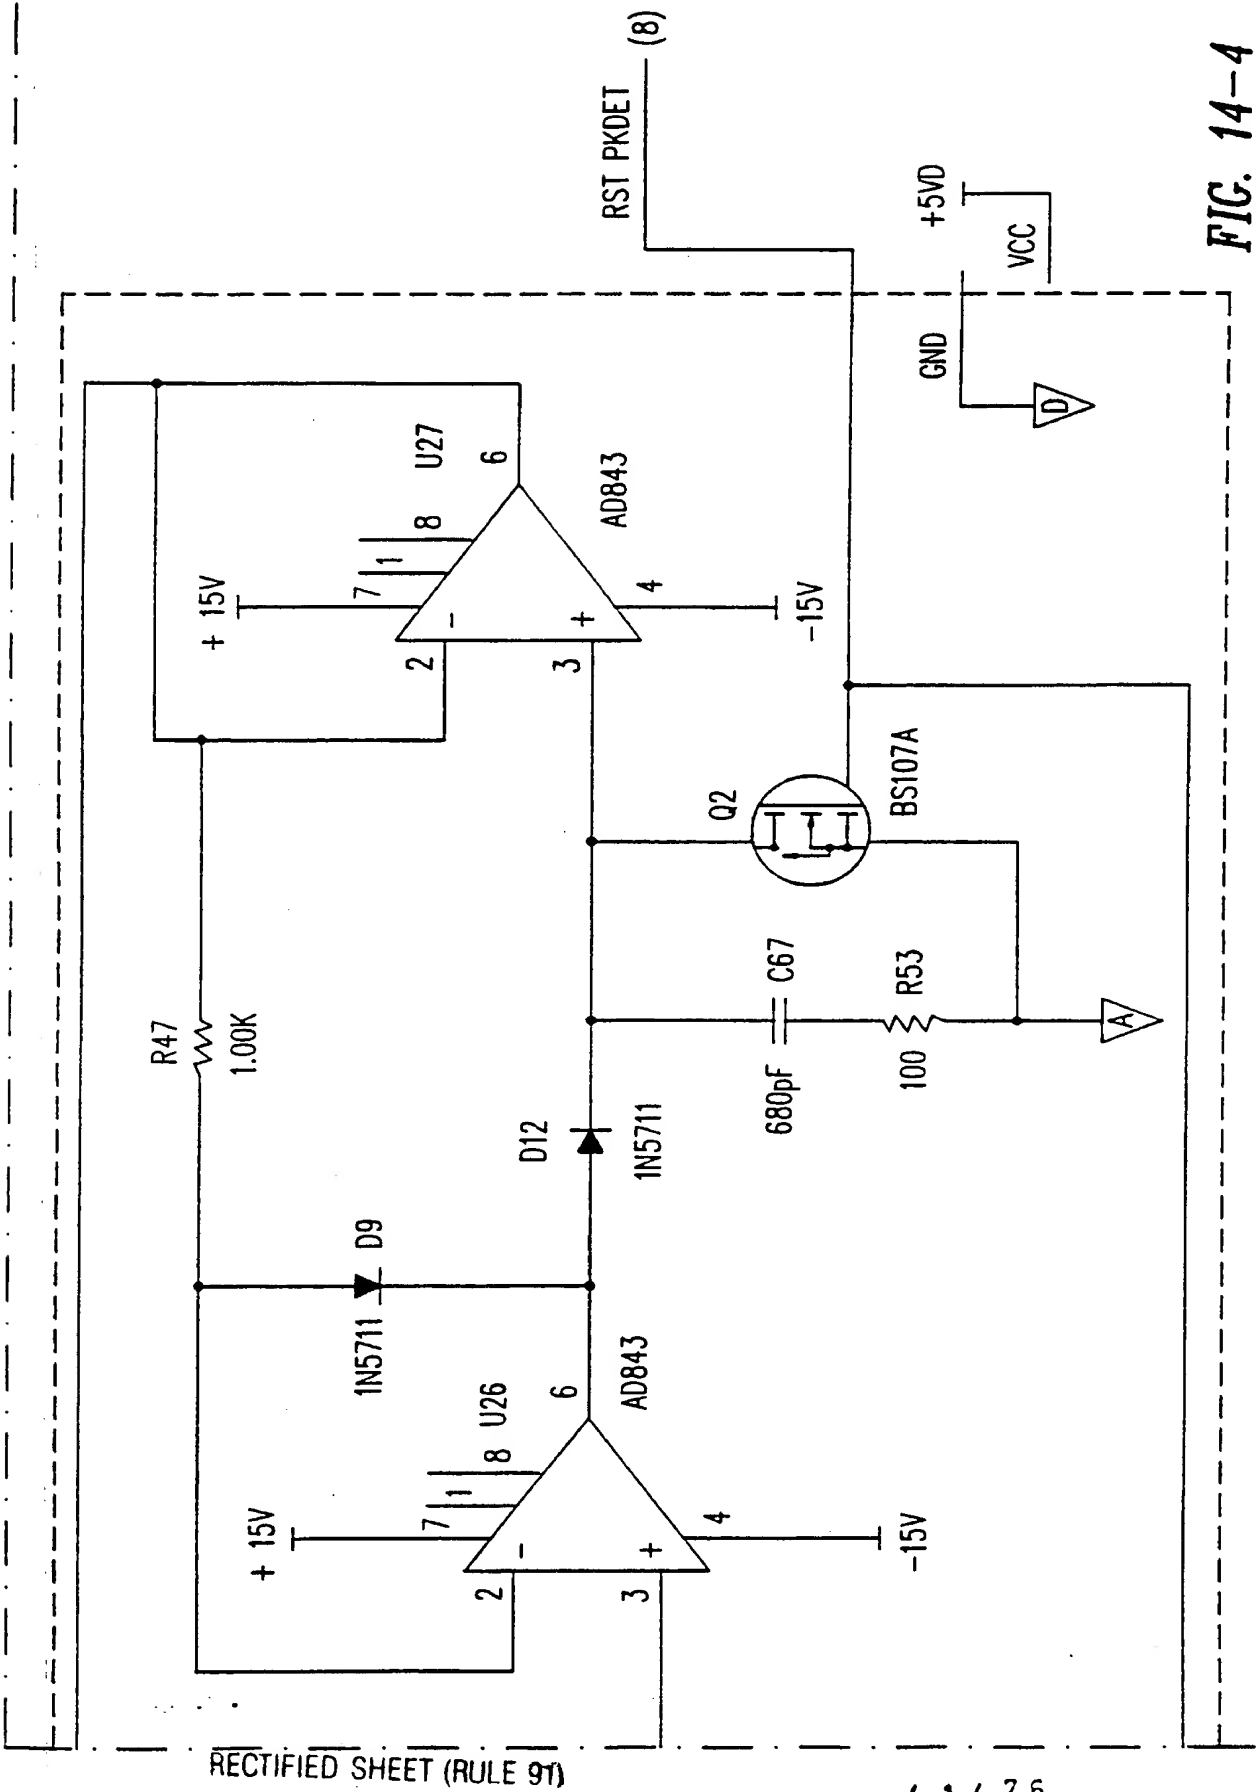 R47
1.00K
+ 15V
7
1
8
U27
6
2
-
3
+
4
AD843
-15V
RST PKDET (8)
1N5711 D9
D12
1N5711
Q2
BS107A
680pF C67
100 R53
A
+ 15V
7
1
8
U26
6
2
-
3
+
4
AD843
-15V
GND
D
VCC
+5VD
FIG. 14-4
RECTIFIED SHEET (RULE 91)